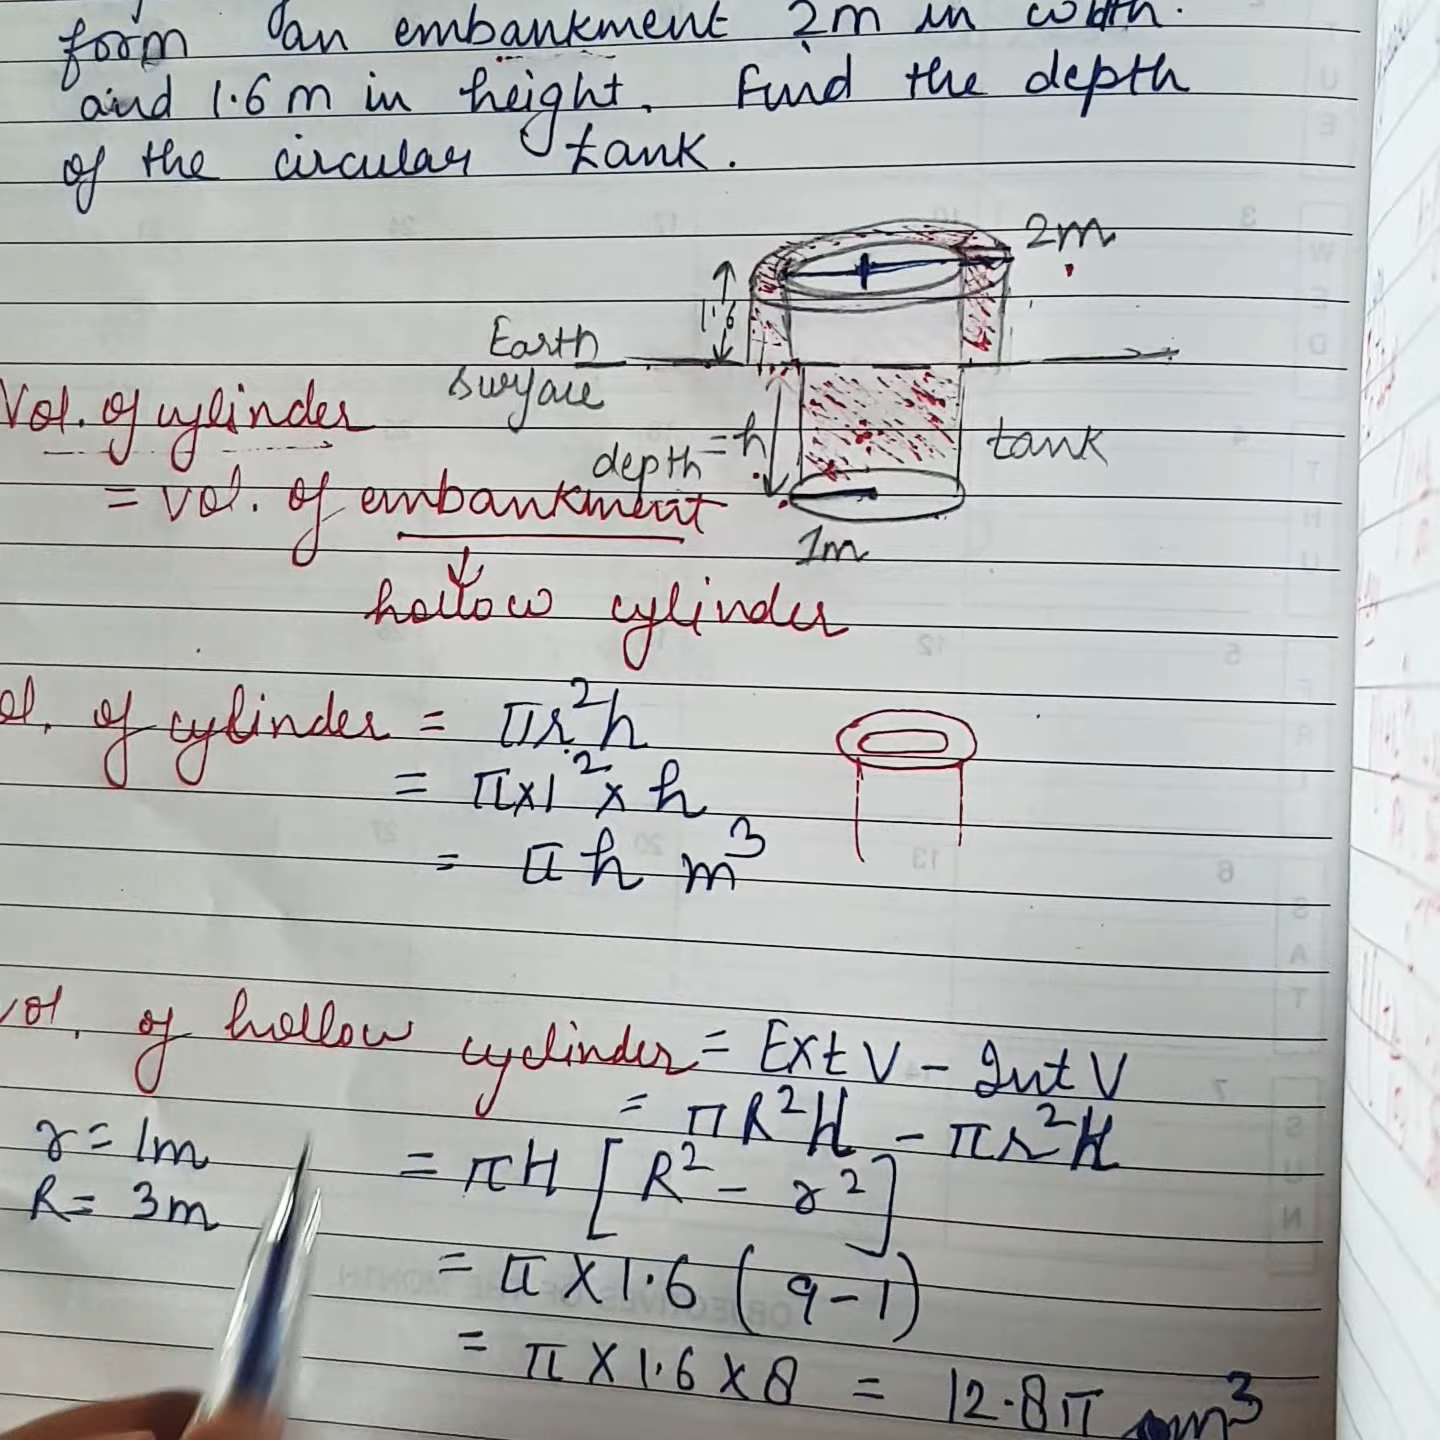 form an embankment 2m in width.
and 1.6 m in height. Find the depth
of the circular tank.
2m
1.6
Earth
surface
Vol. of cylinder
depth = h
tank
= vol. of embankment
1m
hollow cylinder
ol. of cylinder = πr²h
= π×1²×h
= πh m³
vol. of hollow cyclinder = Ext V - Int V
= πR²H - πr²H
r = 1m
= πH [R² - r²]
R = 3m
= π×1.6 (9-1)
= π×1.6×8 = 12.8π m³